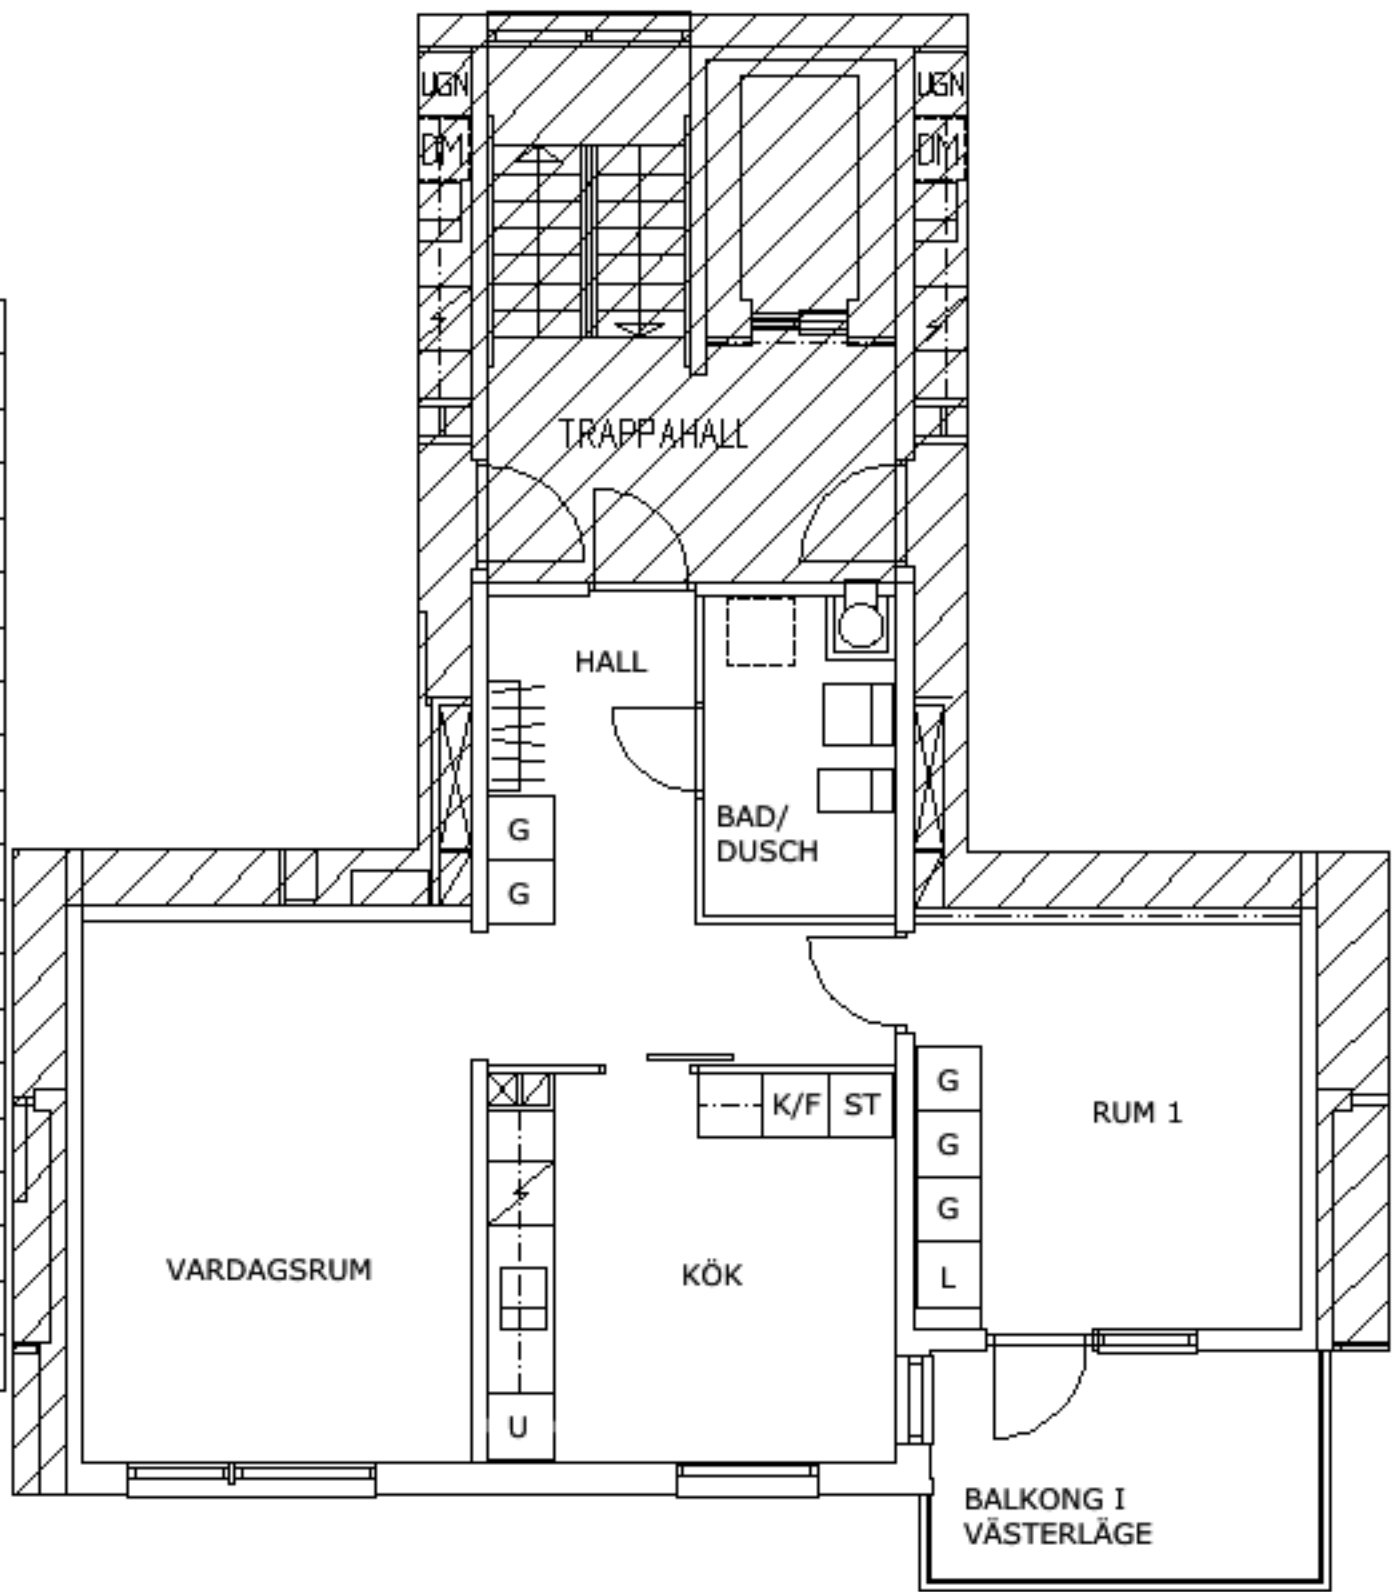 UGN
UGN
DM
DM
TRAPPAHALL
HALL
BAD/
DUSCH
G
G
K/F
ST
G
G
G
L
RUM 1
VARDAGSRUM
KÖK
U
BALKONG I
VÄSTERLÄGE